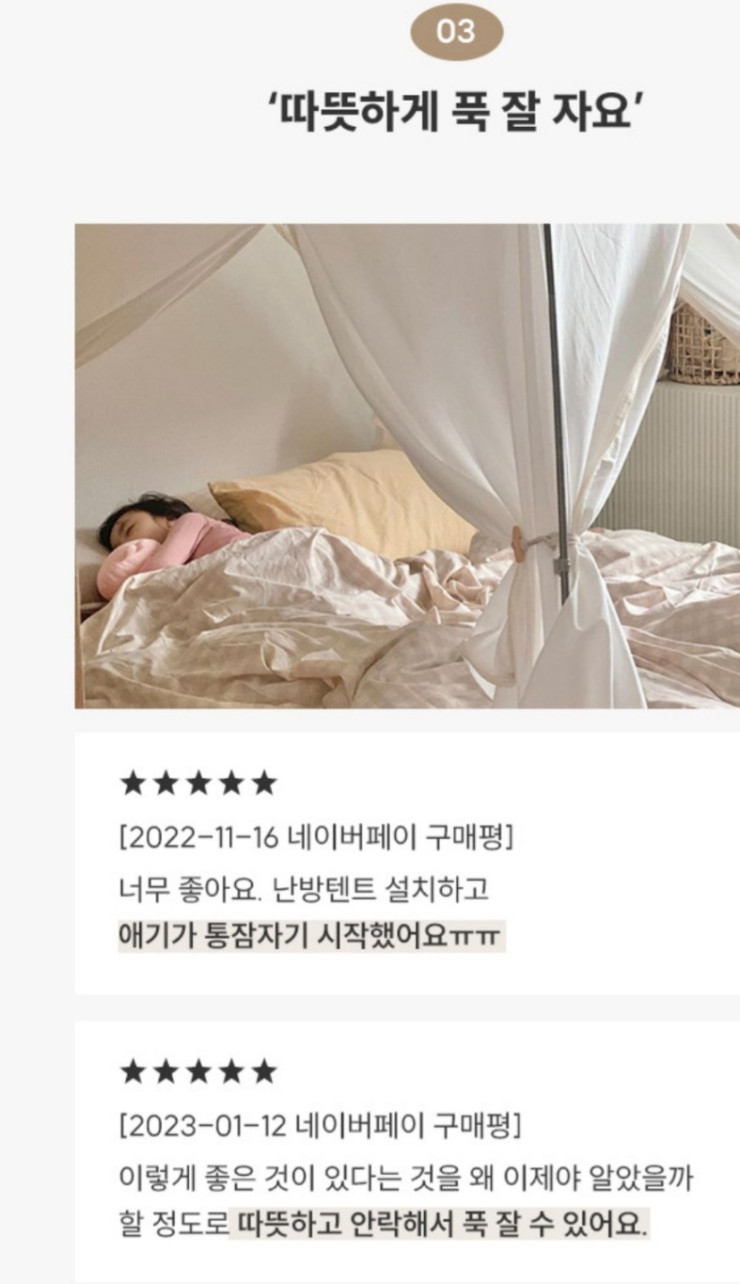 03
‘따뜻하게 푹 잘 자요’
★★★★★
[2022-11-16 네이버페이 구매평]
너무 좋아요. 난방텐트 설치하고
애기가 통잠자기 시작했어요ㅠㅠ
★★★★★
[2023-01-12 네이버페이 구매평]
이렇게 좋은 것이 있다는 것을 왜 이제야 알았을까
할 정도로 따뜻하고 안락해서 푹 잘 수 있어요.